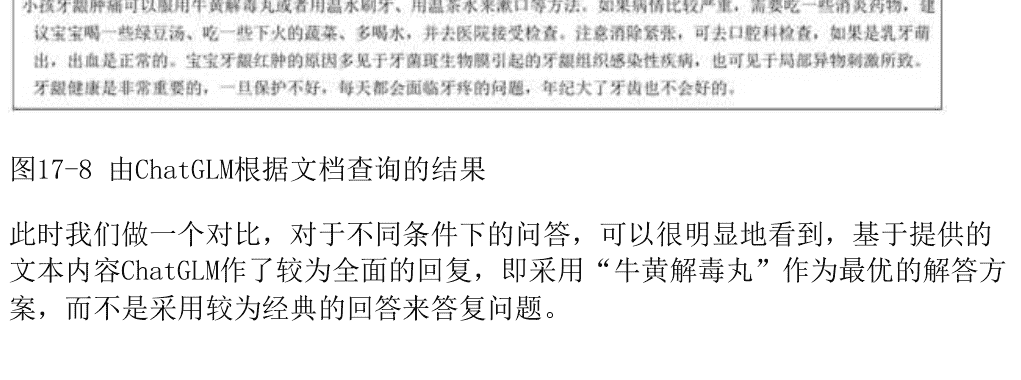 小孩牙龈肿痛可以服用牛黄解毒丸或者用温水刷牙、用温茶水来漱口等方法。如果病情比较严重，需要吃一些消炎药物，建
议宝宝喝一些绿豆汤、吃一些下火的蔬菜、多喝水，并去医院接受检查。注意消除紧张，可去口腔科检查，如果是乳牙萌
出，出血是正常的。宝宝牙龈红肿的原因多见于牙菌斑生物膜引起的牙龈组织感染性疾病，也可见于局部异物刺激所致。
牙龈健康是非常重要的，一旦保护不好，每天都会面临牙疼的问题，年纪大了牙齿也不会好的。
图17-8 由ChatGLM根据文档查询的结果
此时我们做一个对比，对于不同条件下的问答，可以很明显地看到，基于提供的
文本内容ChatGLM作了较为全面的回复，即采用“牛黄解毒丸”作为最优的解答方
案，而不是采用较为经典的回答来答复问题。